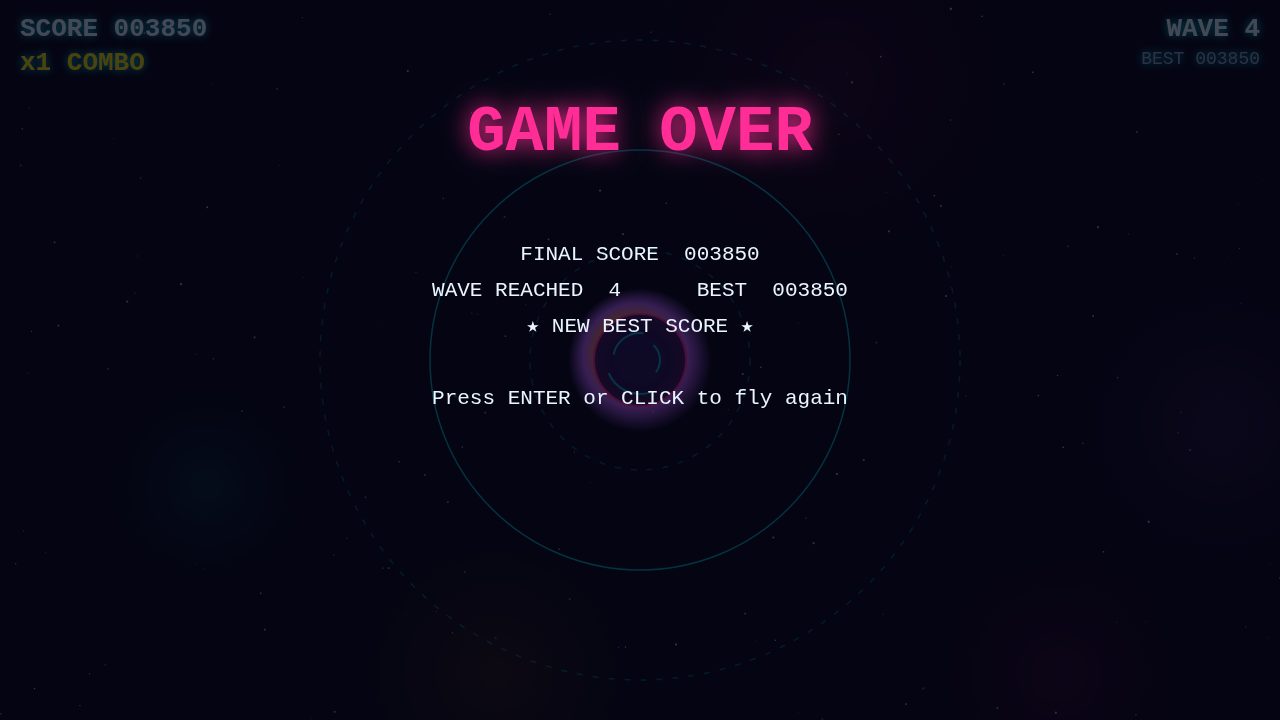 SCORE 003850
x1 COMBO
WAVE 4
BEST 003850
GAME OVER
FINAL SCORE 003850
WAVE REACHED 4 BEST 003850
★ NEW BEST SCORE ★
Press ENTER or CLICK to fly again